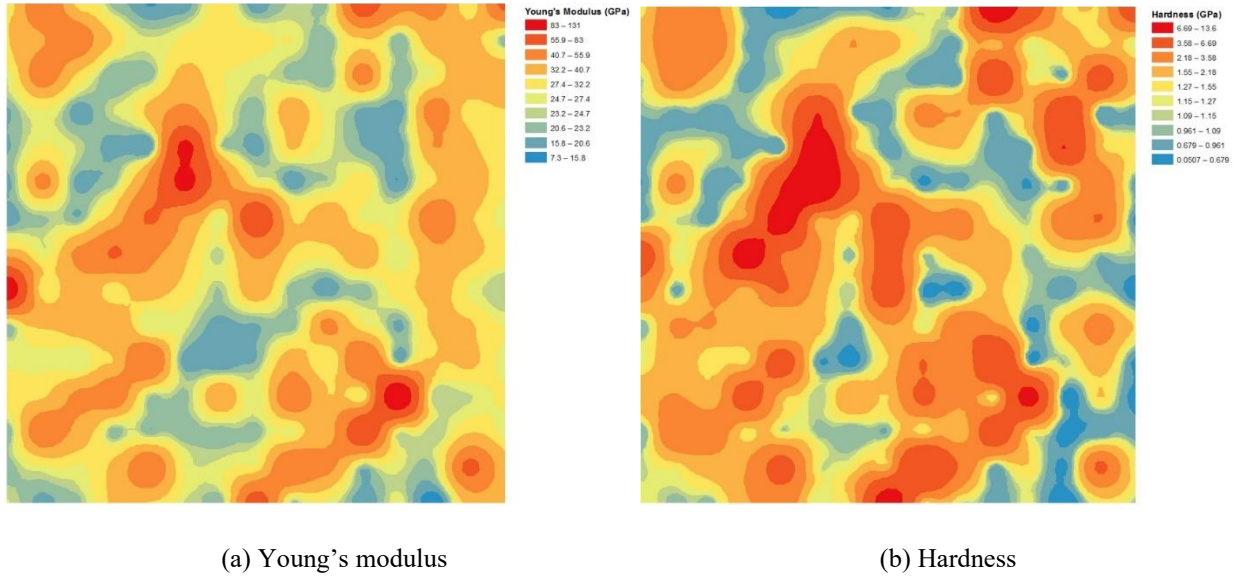 Young's Modulus (GPa)
83 – 131
55.9 – 83
40.7 – 55.9
32.2 – 40.7
27.4 – 32.2
24.7 – 27.4
23.2 – 24.7
20.6 – 23.2
15.8 – 20.6
7.3 – 15.8
Hardness (GPa)
6.69 – 13.6
3.58 – 6.69
2.18 – 3.58
1.55 – 2.18
1.27 – 1.55
1.15 – 1.27
1.09 – 1.15
0.961 – 1.09
0.679 – 0.961
0.0507 – 0.679
(a) Young’s modulus
(b) Hardness